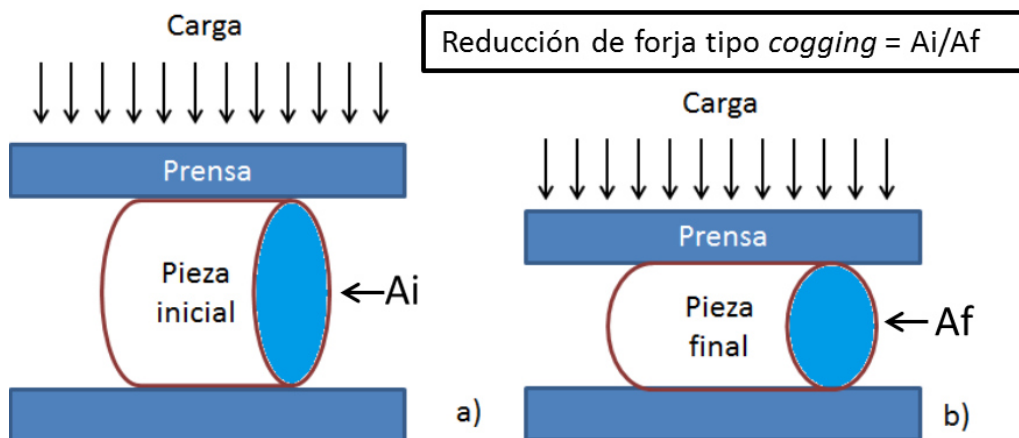 Carga
Reducción de forja tipo cogging = Ai/Af
Prensa
Pieza
inicial
Ai
a)
Carga
Prensa
Pieza
final
Af
b)